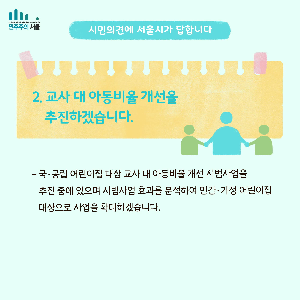 민주주의 서울
시민의견에 서울시가 답합니다
2. 교사 대 아동비율 개선을
추진하겠습니다.
- 국·공립 어린이집 대상 교사 대 아동비율 개선 시범사업을
추진 중에 있으며 시범사업 효과를 분석하여 민간·가정 어린이집
대상으로 사업을 확대하겠습니다.